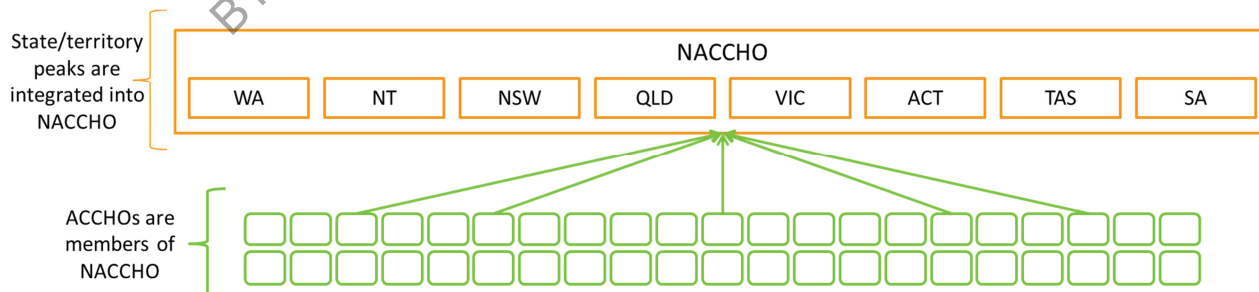 State/territory
peaks are
integrated into
NACCHO
NACCHO
WA
NT
NSW
QLD
VIC
ACT
TAS
SA
ACCHOs are
members of
NACCHO